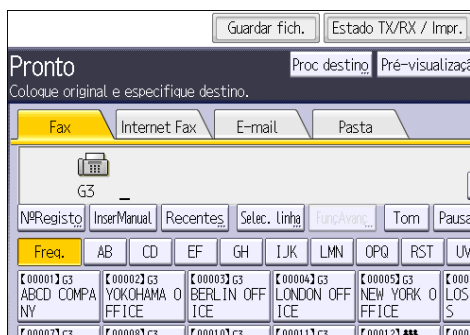 Guardar fich. Estado TX/RX / Impr.
Pronto
Proc destino Pré-visualizaçã
Coloque original e especifique destino.
Fax Internet Fax E-mail Pasta
G3 _
NºRegisto InserManual Recentes Selec. linha FunçAvanç. Tom Pausa
Freq. AB CD EF GH IJK LMN OPQ RST UV
【00001】G3 【00002】G3 【00003】G3 【00004】G3 【00005】G3 【000
ABCD COMPA YOKOHAMA O BERLIN OFF LONDON OFF NEW YORK O LOS
NY FFICE ICE ICE FFICE S